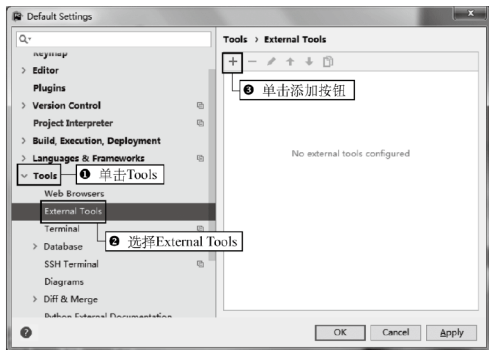 Default Settings
Tools > External Tools
Keymap
> Editor
Plugins
> Version Control
Project Interpreter
> Build, Execution, Deployment
> Languages & Frameworks
Tools
❶ 单击Tools
Web Browsers
External Tools
Terminal
❷ 选择External Tools
> Database
SSH Terminal
Diagrams
> Diff & Merge
Python External Documentation
❸ 单击添加按钮
No external tools configured
?
OK
Cancel
Apply